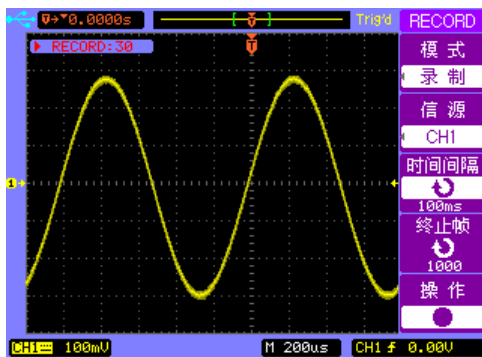 T→▼0.0000s
Trig'd
RECORD
RECORD:30
T
模式
录制
信源
CH1
时间间隔
100ms
终止帧
1000
操作
1
CH1 100mV
M 200us
CH1 0.00V